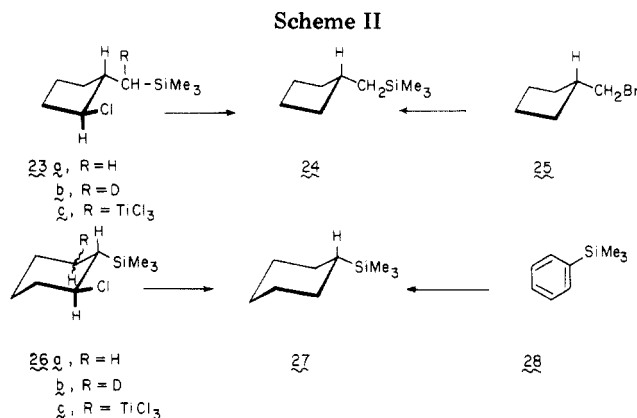 Scheme II
H
R
CH-SiMe3
Cl
H
H
CH2SiMe3
H
CH2Br
23 a, R = H
b, R = D
c, R = TiCl3
24
25
R
H
SiMe3
H
Cl
H
H
SiMe3
SiMe3
26 a, R = H
b, R = D
c, R = TiCl3
27
28